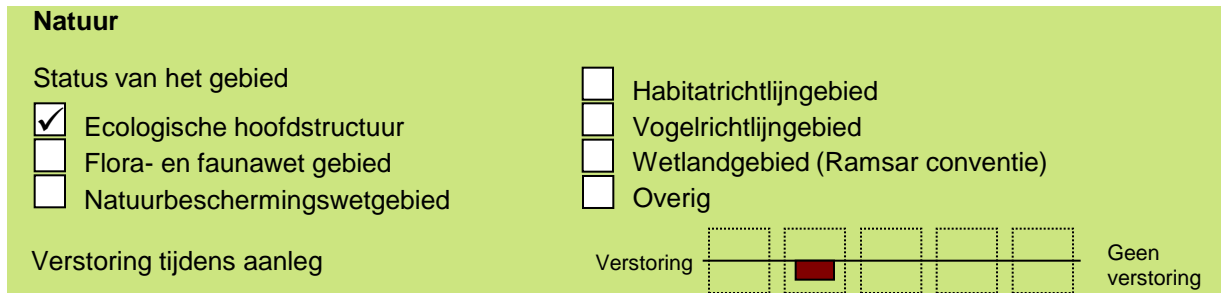 Natuur
Status van het gebied
✓ Ecologische hoofdstructuur
Flora- en faunawet gebied
Natuurbeschermingswetgebied
Habitatrichtlijngebied
Vogelrichtlijngebied
Wetlandgebied (Ramsar conventie)
Overig
Verstoring tijdens aanleg
Verstoring
Geen
verstoring